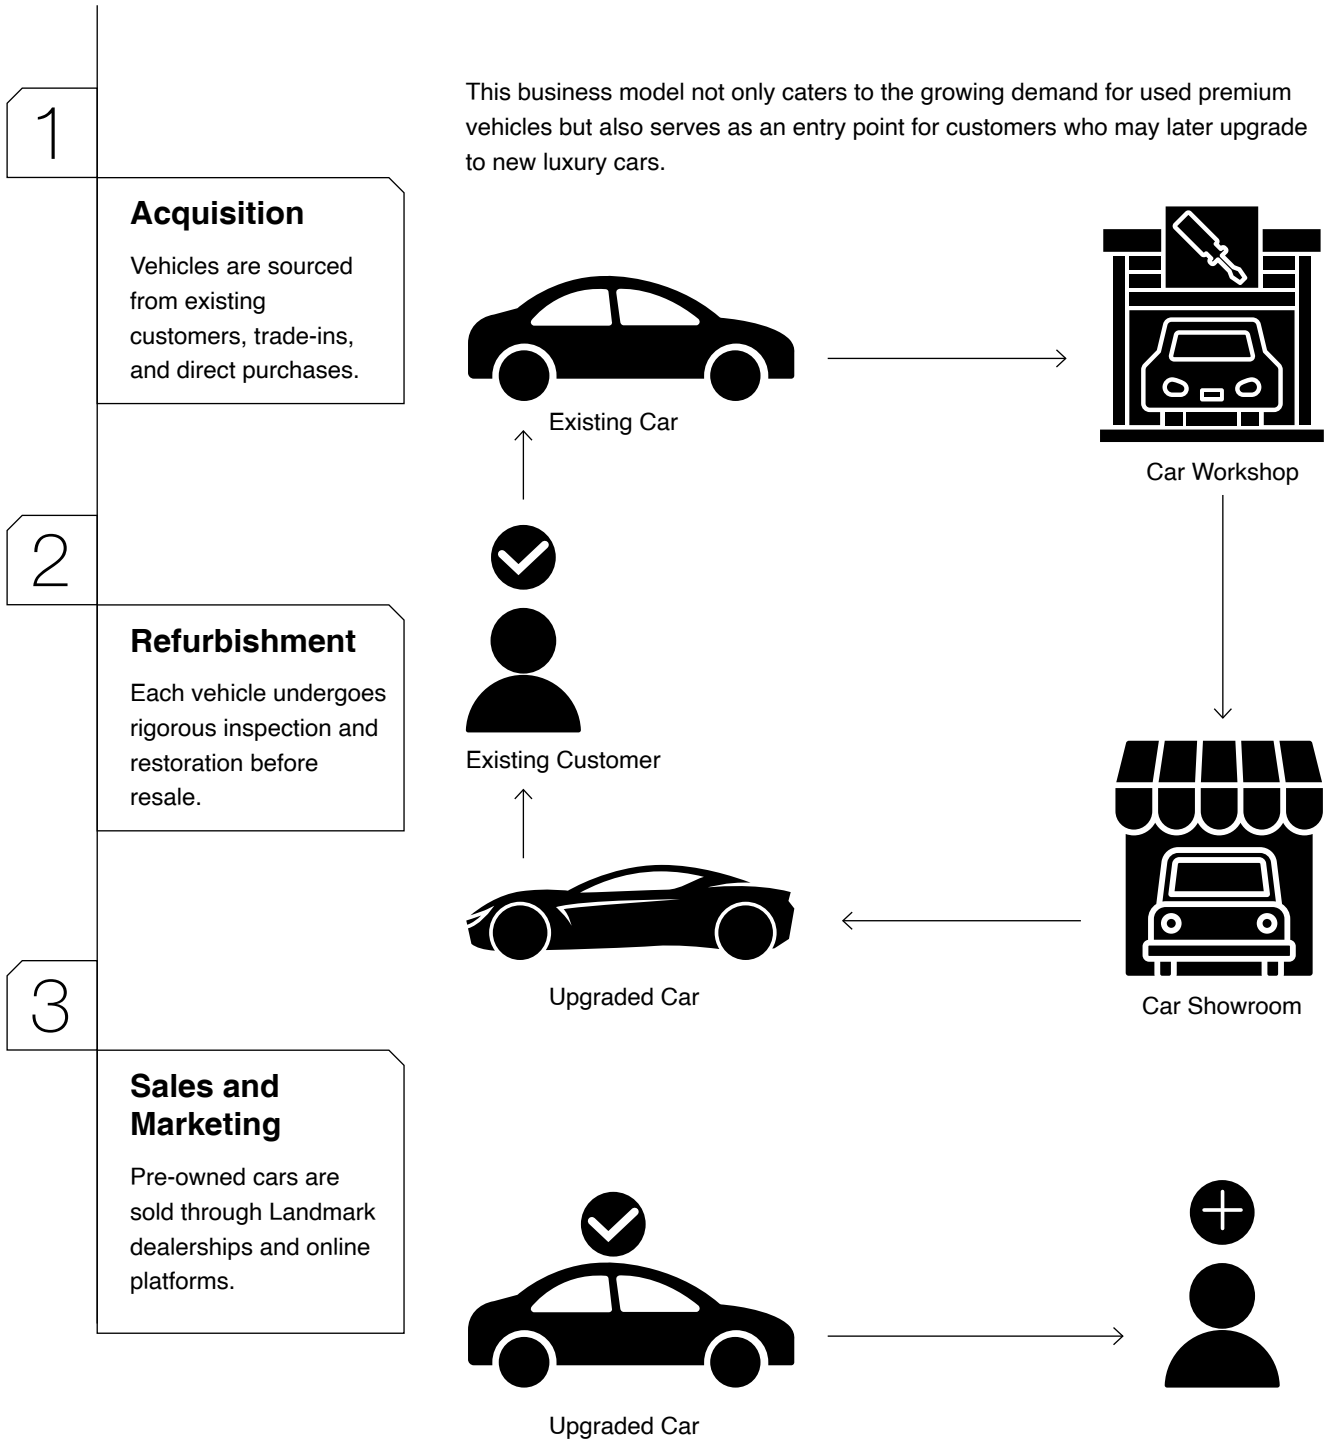 This business model not only caters to the growing demand for used premium
vehicles but also serves as an entry point for customers who may later upgrade
to new luxury cars.
1
Acquisition
Vehicles are sourced
from existing
customers, trade-ins,
and direct purchases.
Existing Car
Car Workshop
2
Refurbishment
Each vehicle undergoes
rigorous inspection and
restoration before
resale.
Existing Customer
Upgraded Car
Car Showroom
3
Sales and
Marketing
Pre-owned cars are
sold through Landmark
dealerships and online
platforms.
Upgraded Car